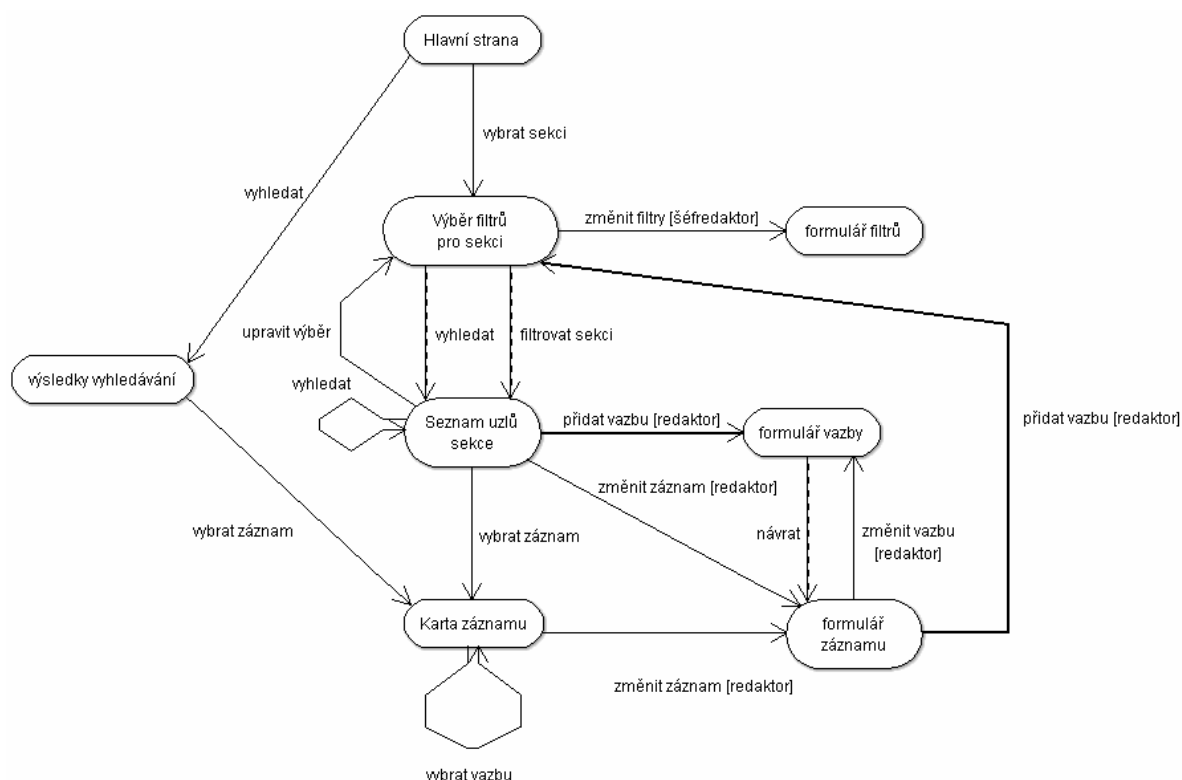 Hlavní strana
vybrat sekci
vyhledat
Výběr filtrů
pro sekci
změnit filtry [šéfredaktor]
formulář filtrů
upravit výběr
vyhledat
filtrovat sekci
výsledky vyhledávání
vyhledat
Seznam uzlů
sekce
přidat vazbu [redaktor]
formulář vazby
přidat vazbu [redaktor]
změnit záznam [redaktor]
vybrat záznam
vybrat záznam
návrat
změnit vazbu
[redaktor]
Karta záznamu
formulář
záznamu
změnit záznam [redaktor]
vybrat vazbu